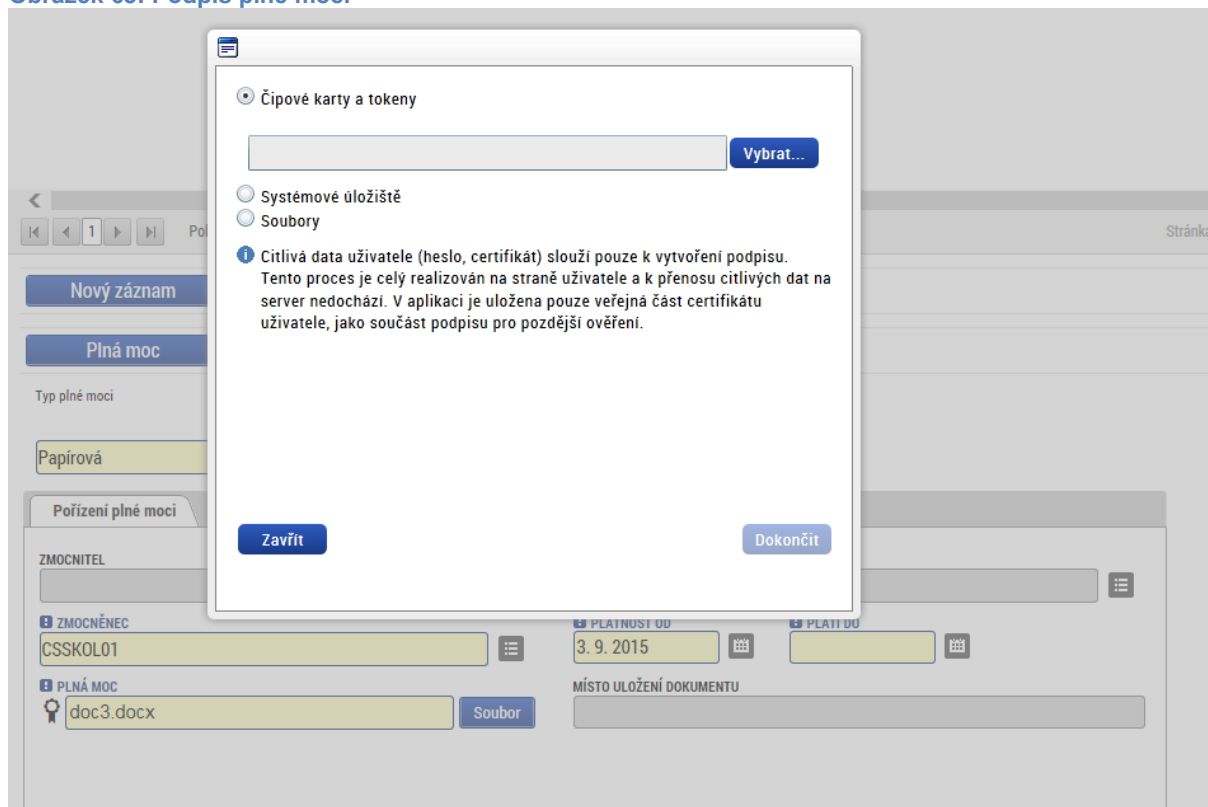 Čipové karty a tokeny
Vybrat...
Systémové úložiště
Soubory
1
Stránka
Citlivá data uživatele (heslo, certifikát) slouží pouze k vytvoření podpisu.
Tento proces je celý realizován na straně uživatele a k přenosu citlivých dat na
server nedochází. V aplikaci je uložena pouze veřejná část certifikátu
uživatele, jako součást podpisu pro pozdější ověření.
Nový záznam
Plná moc
Typ plné moci
Papírová
Pořízení plné moci
Zavřít
Dokončit
ZMOCNITEL
ZMOCNĚNEC
PLATNOST OD
PLATÍ DO
CSSKOL01
3. 9. 2015
PLNÁ MOC
MÍSTO ULOŽENÍ DOKUMENTU
doc3.docx
Soubor